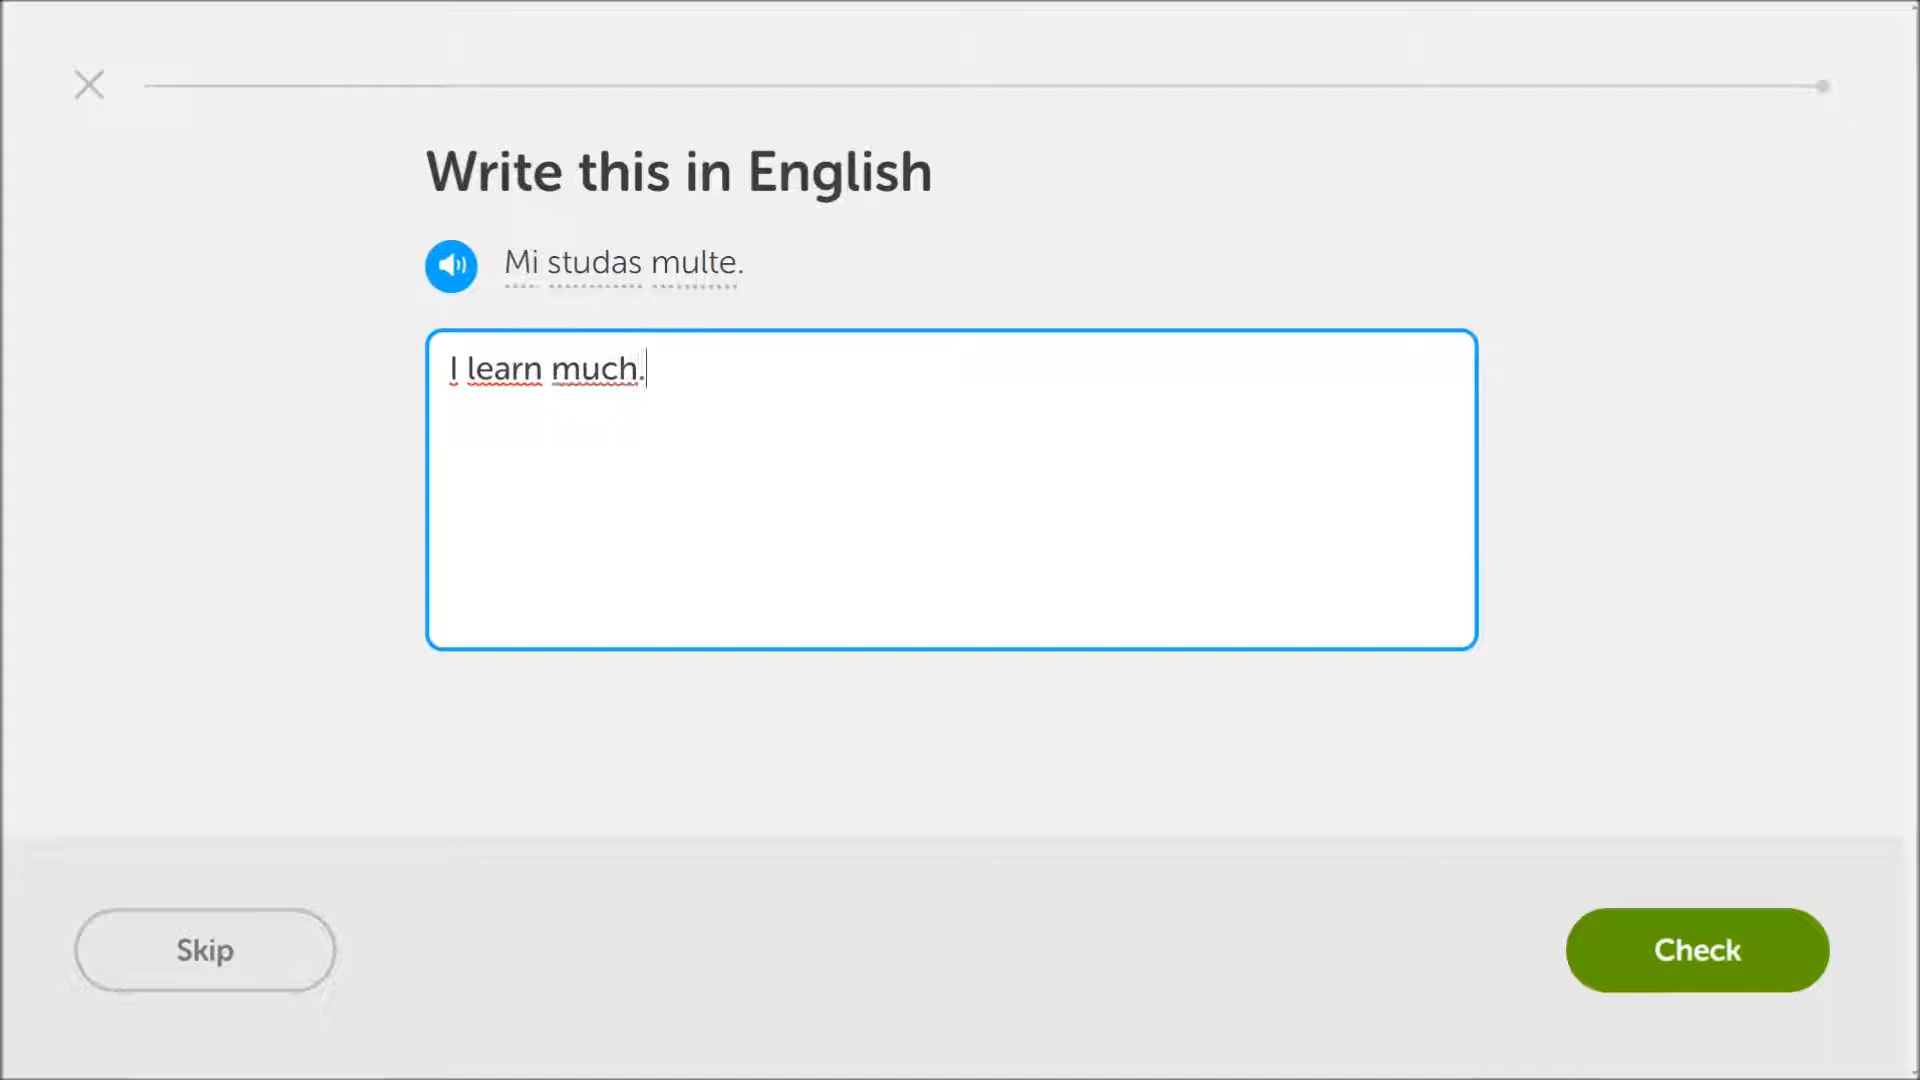 Write this in English
Mi studas multe.
I learn much.
Skip
Check